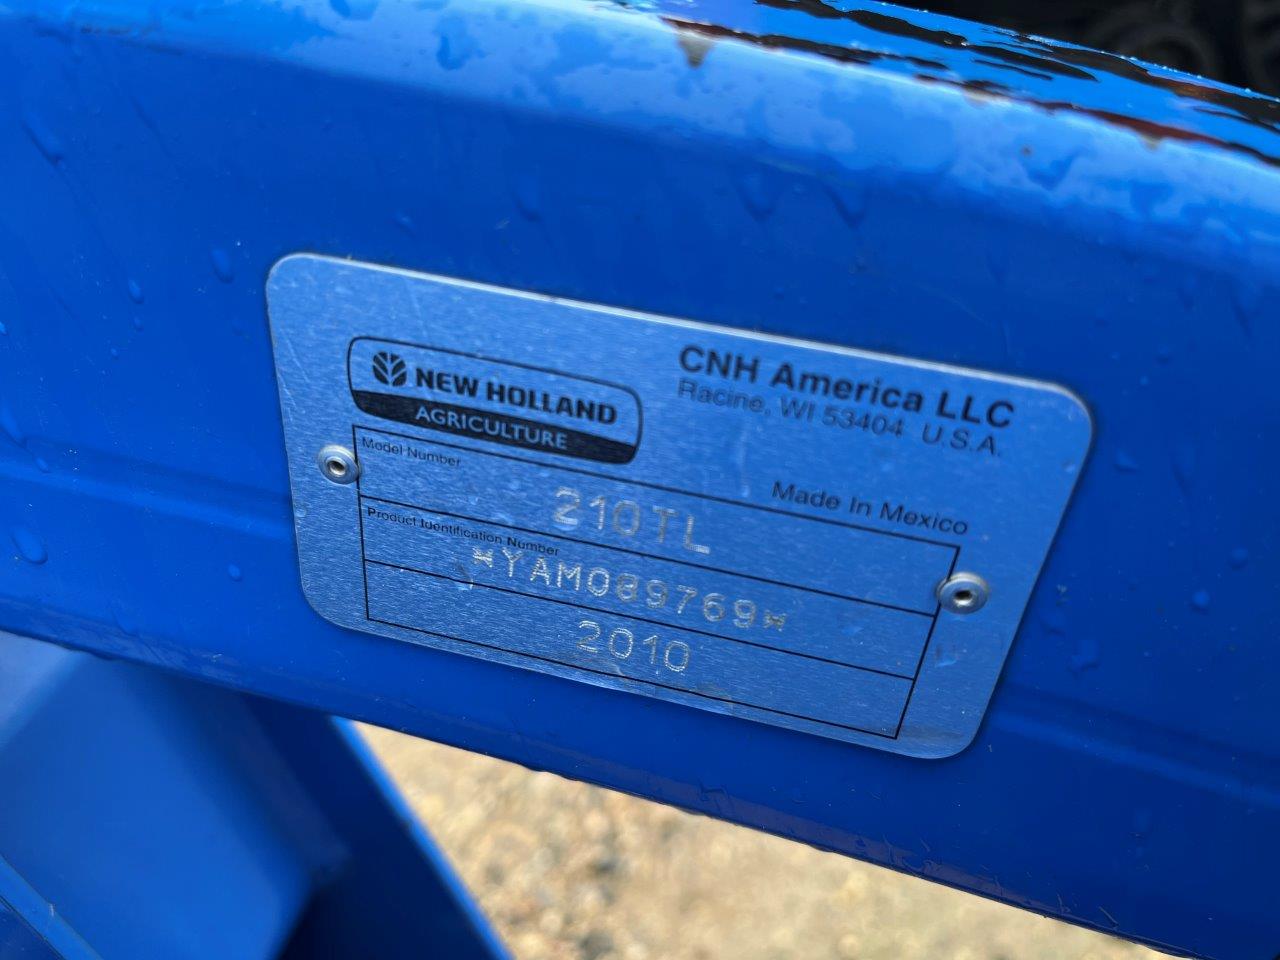 NEW HOLLAND
AGRICULTURE
CNH America LLC
Racine, WI 53404 U.S.A.
Made In Mexico
Model Number
210TL
Product Identification Number
*YAM089769*
2010